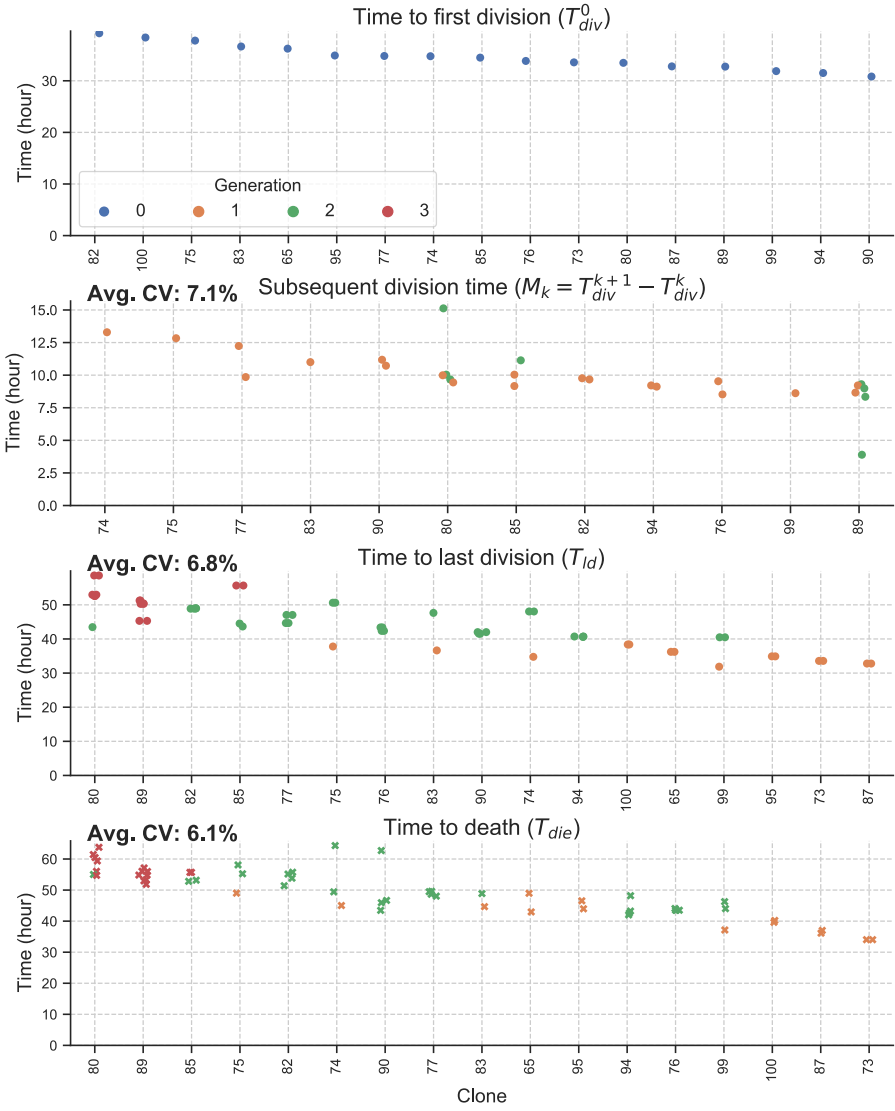 Time to first division (T⁰div)
Time (hour)
30
20
10
0
Generation
0 1 2 3
82 100 75 83 65 95 77 74 85 76 73 80 87 89 99 94 90
Avg. CV: 7.1%
Subsequent division time (Mₖ = Tᵏ⁺¹div − Tᵏdiv)
Time (hour)
15.0
12.5
10.0
7.5
5.0
2.5
0.0
74 75 77 83 90 80 85 82 94 76 99 89
Avg. CV: 6.8%
Time to last division (Tld)
Time (hour)
50
40
30
20
10
0
80 89 82 85 77 75 76 83 90 74 94 100 65 99 95 73 87
Avg. CV: 6.1%
Time to death (Tdie)
Time (hour)
60
50
40
30
20
10
0
80 89 85 75 82 74 90 77 83 65 95 94 76 99 100 87 73
Clone